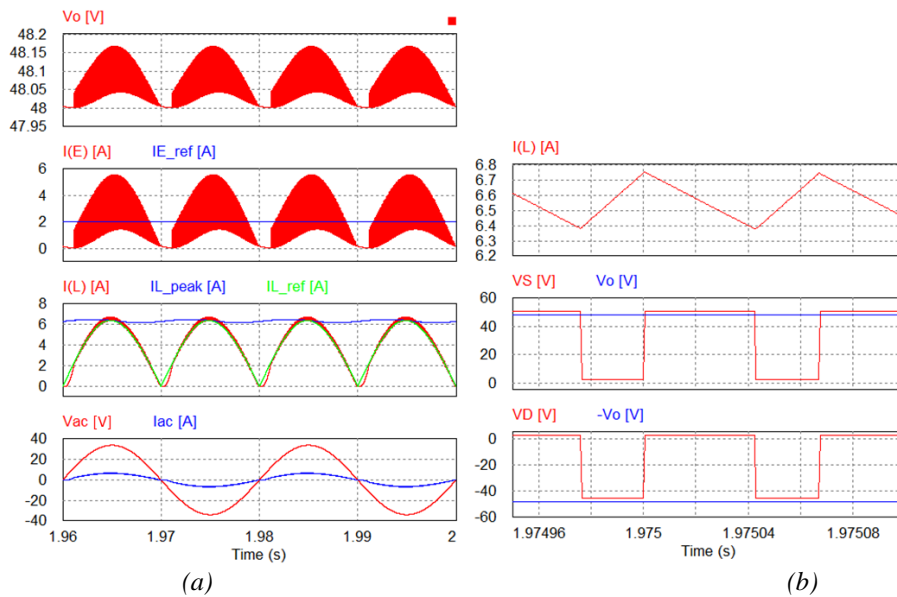 Vo [V]
48.2
48.15
48.1
48.05
48
47.95
I(E) [A] IE_ref [A]
6
4
2
0
I(L) [A] IL_peak [A] IL_ref [A]
8
6
4
2
0
Vac [V] Iac [A]
40
20
0
-20
-40
1.96 1.97 1.98 1.99 2
Time (s)
(a)
I(L) [A]
6.8
6.7
6.6
6.5
6.4
6.3
6.2
VS [V] Vo [V]
60
40
20
0
VD [V] -Vo [V]
0
-20
-40
-60
1.97496 1.975 1.97504 1.97508
Time (s)
(b)